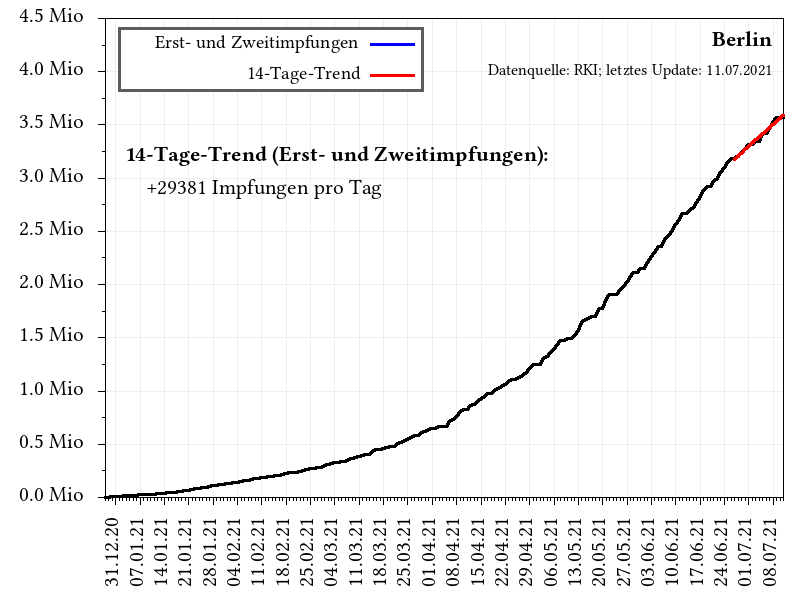 4.5 Mio
4.0 Mio
3.5 Mio
3.0 Mio
2.5 Mio
2.0 Mio
1.5 Mio
1.0 Mio
0.5 Mio
0.0 Mio
Erst- und Zweitimpfungen
14-Tage-Trend
Berlin
Datenquelle: RKI; letztes Update: 11.07.2021
14-Tage-Trend (Erst- und Zweitimpfungen):
+29381 Impfungen pro Tag
31.12.20
07.01.21
14.01.21
21.01.21
28.01.21
04.02.21
11.02.21
18.02.21
25.02.21
04.03.21
11.03.21
18.03.21
25.03.21
01.04.21
08.04.21
15.04.21
22.04.21
29.04.21
06.05.21
13.05.21
20.05.21
27.05.21
03.06.21
10.06.21
17.06.21
24.06.21
01.07.21
08.07.21